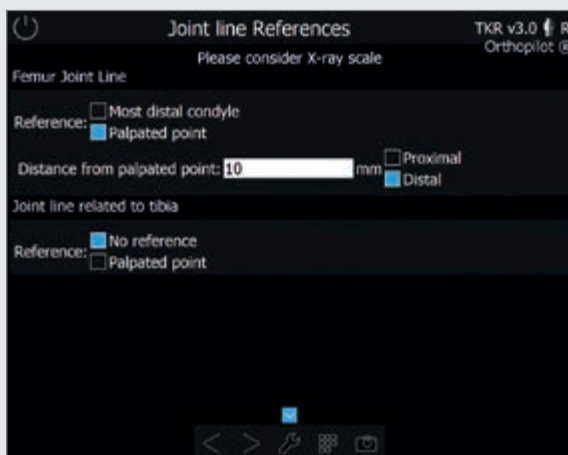 Joint line References
TKR v3.0 R
Orthopilot ®
Please consider X-ray scale
Femur Joint Line
Reference:
Most distal condyle
Palpated point
Distance from palpated point: 10 mm
Proximal
Distal
Joint line related to tibia
Reference:
No reference
Palpated point